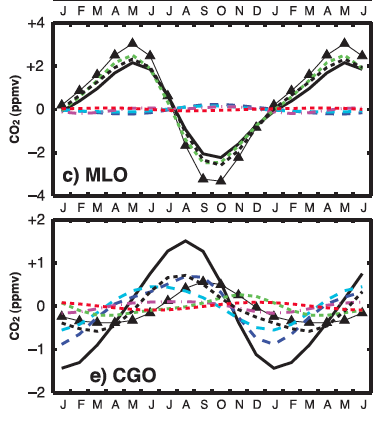 J F M A M J J A S O N D J F M A M J
+4
+2
0
−2
−4
CO2 (ppmv)
c) MLO
J F M A M J J A S O N D J F M A M J
+2
+1
0
−1
−2
CO2 (ppmv)
e) CGO
J F M A M J J A S O N D J F M A M J